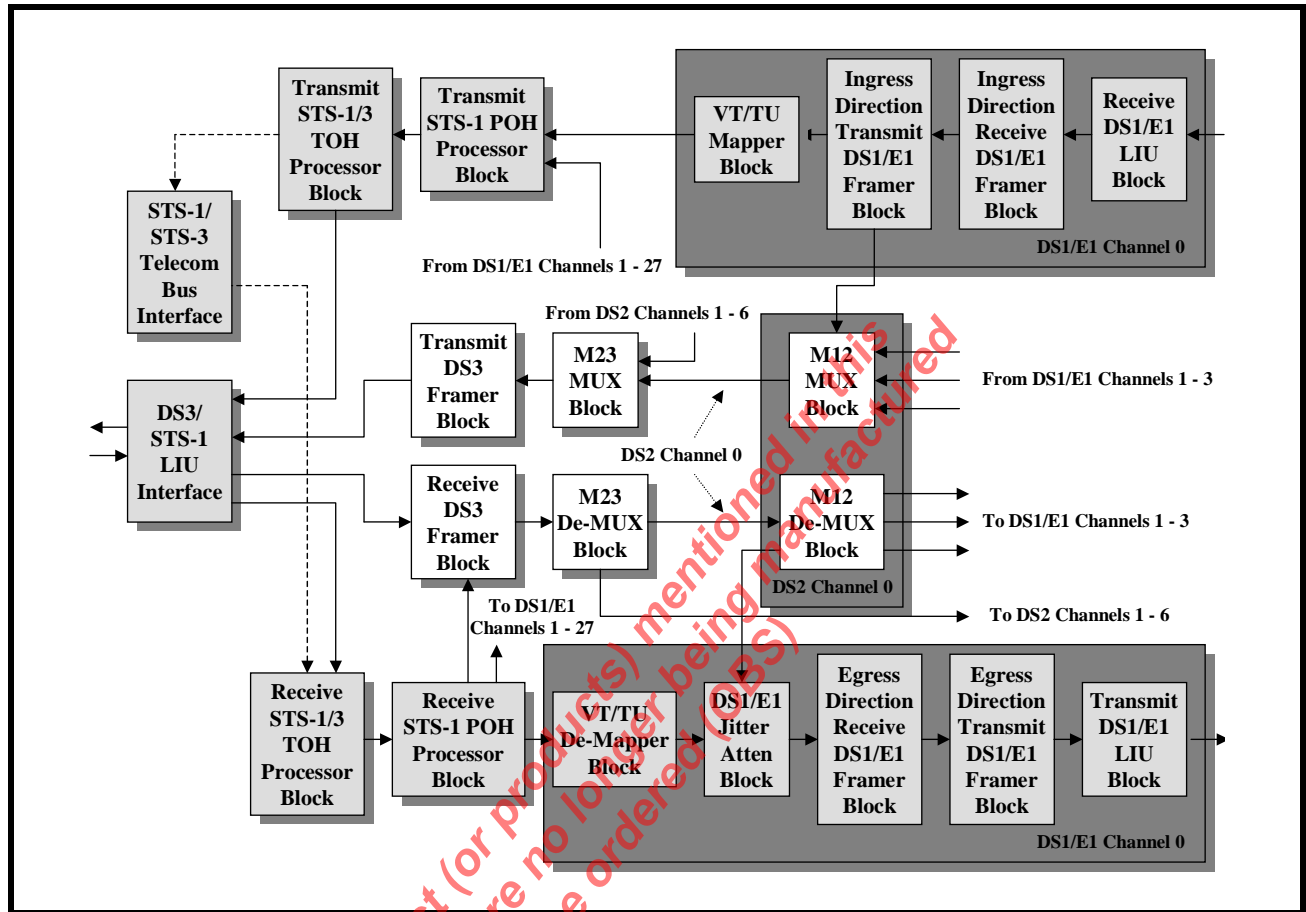 Transmit
STS-1/3
TOH
Processor
Block
Transmit
STS-1 POH
Processor
Block
VT/TU
Mapper
Block
Ingress
Direction
Transmit
DS1/E1
Framer
Block
Ingress
Direction
Receive
DS1/E1
Framer
Block
Receive
DS1/E1
LIU
Block
DS1/E1 Channel 0
STS-1/
STS-3
Telecom
Bus
Interface
From DS1/E1 Channels 1 - 27
From DS2 Channels 1 - 6
Transmit
DS3
Framer
Block
M23
MUX
Block
M12
MUX
Block
From DS1/E1 Channels 1 - 3
DS3/
STS-1
LIU
Interface
DS2 Channel 0
Receive
DS3
Framer
Block
M23
De-MUX
Block
M12
De-MUX
Block
DS2 Channel 0
To DS1/E1 Channels 1 - 3
To DS1/E1
Channels 1 - 27
To DS2 Channels 1 - 6
Receive
STS-1/3
TOH
Processor
Block
Receive
STS-1 POH
Processor
Block
VT/TU
De-Mapper
Block
DS1/E1
Jitter
Atten
Block
Egress
Direction
Receive
DS1/E1
Framer
Block
Egress
Direction
Transmit
DS1/E1
Framer
Block
Transmit
DS1/E1
LIU
Block
DS1/E1 Channel 0
(or products) mentioned in this
re no longer being manufactured
ordered (OBS)